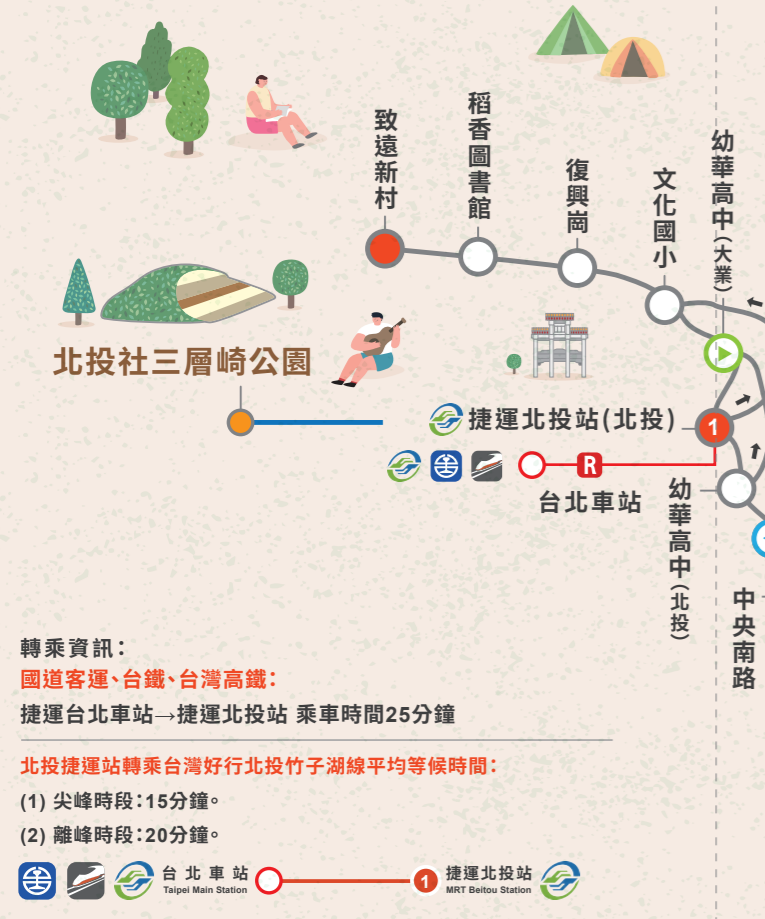 致遠新村
稻香圖書館
復興崗
文化國小
幼華高中(大業)
北投社三層崎公園
捷運北投站(北投)
1
R
台北車站
幼華高中(北投)
中央南路
轉乘資訊：
國道客運、台鐵、台灣高鐵：
捷運台北車站→捷運北投站 乘車時間25分鐘
北投捷運站轉乘台灣好行北投竹子湖線平均等候時間：
(1) 尖峰時段：15分鐘。
(2) 離峰時段：20分鐘。
台北車站
Taipei Main Station
1
捷運北投站
MRT Beitou Station